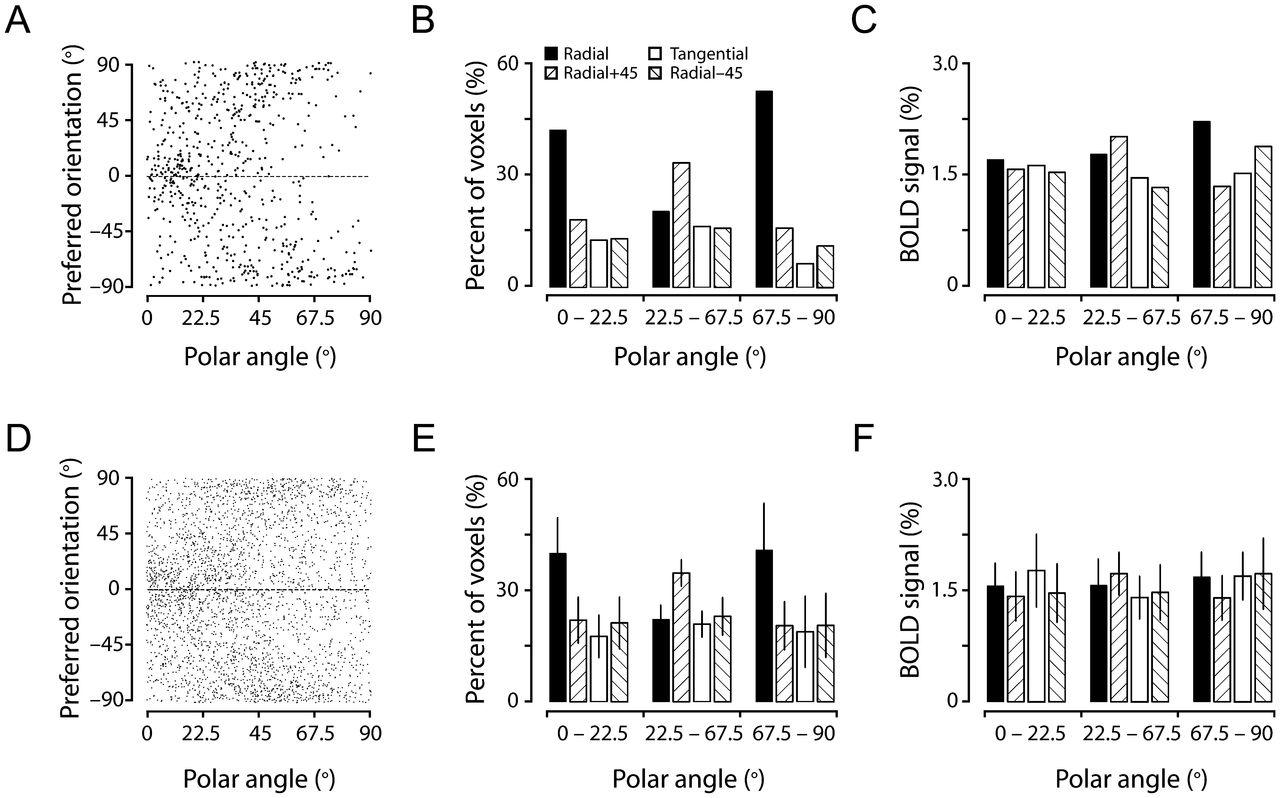 A
Preferred orientation (°)
90
45
0
−45
−90
0 22.5 45 67.5 90
Polar angle (°)
B
Percent of voxels (%)
60
30
0
Radial Tangential
Radial+45 Radial−45
0 – 22.5 22.5 – 67.5 67.5 – 90
Polar angle (°)
C
BOLD signal (%)
3.0
1.5
0
0 – 22.5 22.5 – 67.5 67.5 – 90
Polar angle (°)
D
Preferred orientation (°)
90
45
0
−45
−90
0 22.5 45 67.5 90
Polar angle (°)
E
Percent of voxels (%)
60
30
0
0 – 22.5 22.5 – 67.5 67.5 – 90
Polar angle (°)
F
BOLD signal (%)
3.0
1.5
0
0 – 22.5 22.5 – 67.5 67.5 – 90
Polar angle (°)